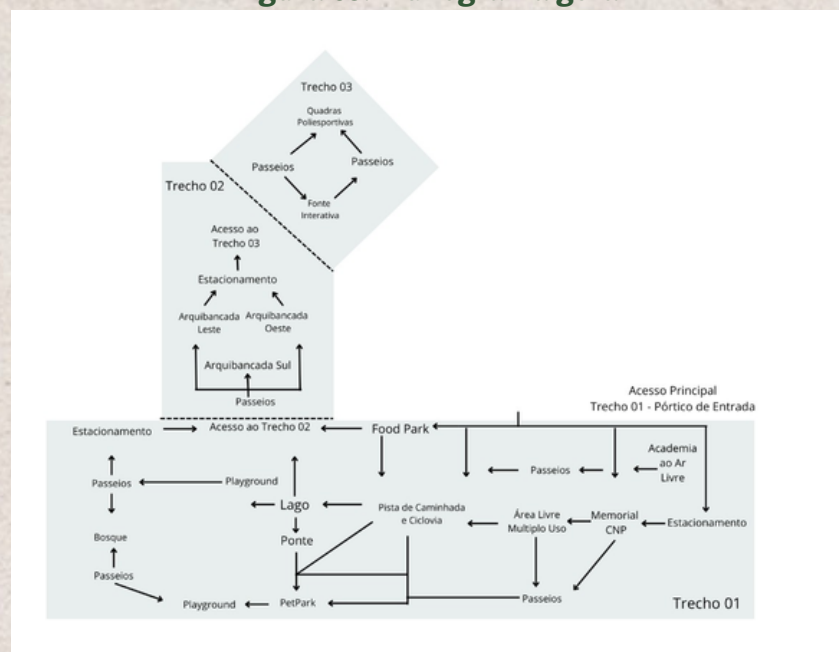 Trecho 03
Quadras
Poliesportivas
Passeios
Passeios
Fonte
Interativa
Trecho 02
Acesso ao
Trecho 03
Estacionamento
Arquibancada
Leste
Arquibancada
Oeste
Arquibancada Sul
Passeios
Acesso Principal
Trecho 01 - Pórtico de Entrada
Estacionamento
Acesso ao Trecho 02
Food Park
Academia
ao Ar
Livre
Passeios
Passeios
Playground
Lago
Pista de Caminhada
e Ciclovia
Área Livre
Multiplo Uso
Memorial
CNP
Estacionamento
Bosque
Ponte
Passeios
Playground
PetPark
Passeios
Trecho 01